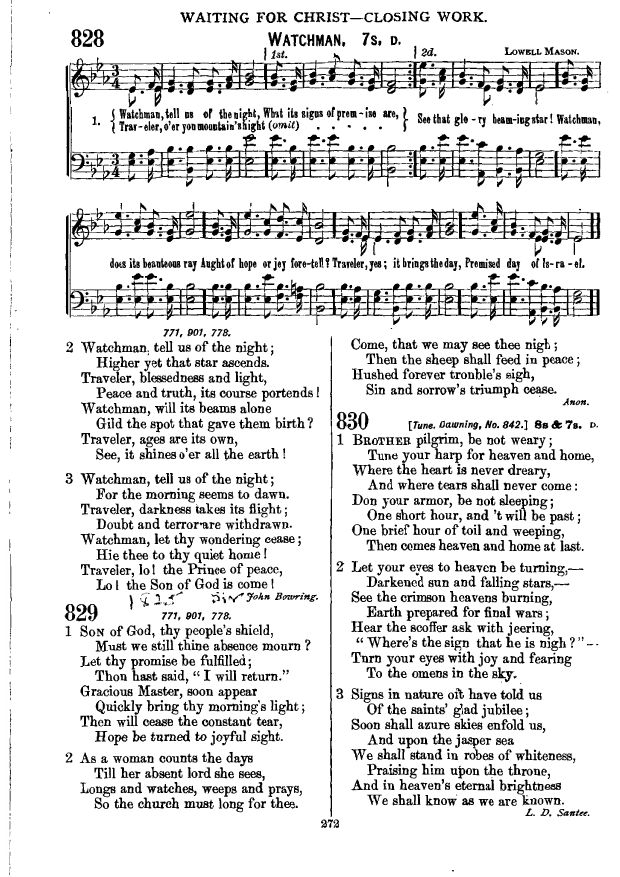 WAITING FOR CHRIST—CLOSING WORK.
828
WATCHMAN. 7s, D.
1st.
2d.
LOWELL MASON.
1. Watchman, tell us of the night, What its signs of prom-ise are,
Trav-eler, o'er yon mountain's hight (omit) . . . . .
See that glo-ry beam-ing star! Watchman,
does its beauteous ray Aught of hope or joy fore-tell? Traveler, yes; it brings the day, Promised day of Is-ra-el.
771, 901, 778.
2 Watchman, tell us of the night;
Higher yet that star ascends.
Traveler, blessedness and light,
Peace and truth, its course portends!
Watchman, will its beams alone
Gild the spot that gave them birth?
Traveler, ages are its own,
See, it shines o'er all the earth!
3 Watchman, tell us of the night;
For the morning seems to dawn.
Traveler, darkness takes its flight;
Doubt and terror are withdrawn.
Watchman, let thy wandering cease;
Hie thee to thy quiet home!
Traveler, lo! the Prince of peace,
Lo! the Son of God is come!
1825
John Bowring.
829
771, 901, 778.
1 SON of God, thy people's shield,
Must we still thine absence mourn?
Let thy promise be fulfilled;
Thou hast said, "I will return."
Gracious Master, soon appear
Quickly bring thy morning's light;
Then will cease the constant tear,
Hope be turned to joyful sight.
2 As a woman counts the days
Till her absent lord she sees,
Longs and watches, weeps and prays,
So the church must long for thee.
Come, that we may see thee nigh;
Then the sheep shall feed in peace;
Hushed forever trouble's sigh,
Sin and sorrow's triumph cease.
Anon.
830
[Tune. Dawning, No. 842.] 8s & 7s. D.
1 BROTHER pilgrim, be not weary;
Tune your harp for heaven and home,
Where the heart is never dreary,
And where tears shall never come:
Don your armor, be not sleeping;
One short hour, and 't will be past;
One brief hour of toil and weeping,
Then comes heaven and home at last.
2 Let your eyes to heaven be turning,—
Darkened sun and falling stars,—
See the crimson heavens burning,
Earth prepared for final wars;
Hear the scoffer ask with jeering,
"Where's the sign that he is nigh?"
Turn your eyes with joy and fearing
To the omens in the sky.
3 Signs in nature oft have told us
Of the saints' glad jubilee;
Soon shall azure skies enfold us,
And upon the jasper sea
We shall stand in robes of whiteness,
Praising him upon the throne,
And in heaven's eternal brightness
We shall know as we are known.
L. D. Santee.
272